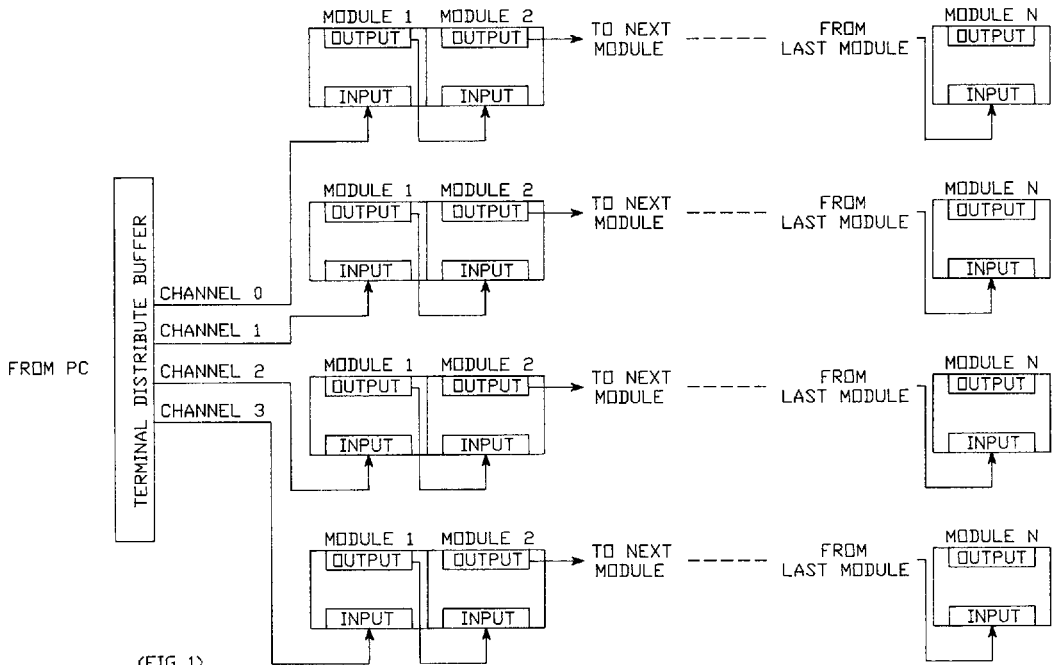 MODULE 1 MODULE 2
OUTPUT OUTPUT
INPUT INPUT
TO NEXT
MODULE
FROM
LAST MODULE
MODULE N
OUTPUT
INPUT
MODULE 1 MODULE 2
OUTPUT OUTPUT
INPUT INPUT
TO NEXT
MODULE
FROM
LAST MODULE
MODULE N
OUTPUT
INPUT
FROM PC
TERMINAL DISTRIBUTE BUFFER
CHANNEL 0
CHANNEL 1
CHANNEL 2
CHANNEL 3
MODULE 1 MODULE 2
OUTPUT OUTPUT
INPUT INPUT
TO NEXT
MODULE
FROM
LAST MODULE
MODULE N
OUTPUT
INPUT
MODULE 1 MODULE 2
OUTPUT OUTPUT
INPUT INPUT
TO NEXT
MODULE
FROM
LAST MODULE
MODULE N
OUTPUT
INPUT
(FIG 1)